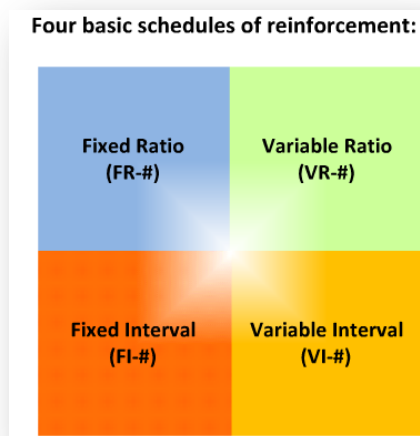 Four basic schedules of reinforcement:
Fixed Ratio
(FR-#)
Variable Ratio
(VR-#)
Fixed Interval
(FI-#)
Variable Interval
(VI-#)